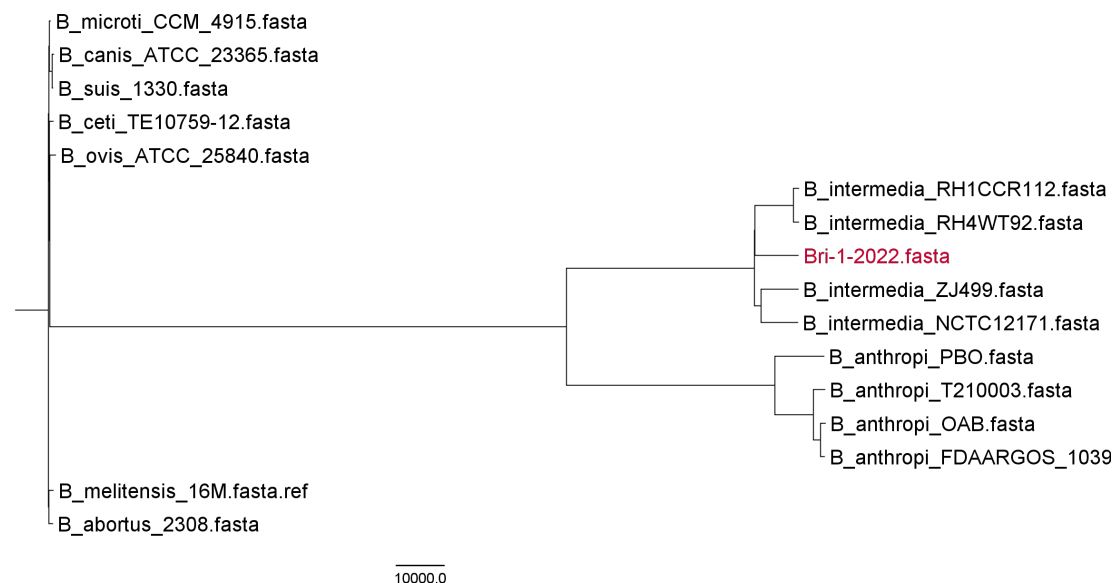 B_microti_CCM_4915.fasta
B_canis_ATCC_23365.fasta
B_suis_1330.fasta
B_ceti_TE10759-12.fasta
B_ovis_ATCC_25840.fasta
B_intermedia_RH1CCR112.fasta
B_intermedia_RH4WT92.fasta
Bri-1-2022.fasta
B_intermedia_ZJ499.fasta
B_intermedia_NCTC12171.fasta
B_anthropi_PBO.fasta
B_anthropi_T210003.fasta
B_anthropi_OAB.fasta
B_anthropi_FDAARGOS_1039
B_melitensis_16M.fasta.ref
B_abortus_2308.fasta
10000.0